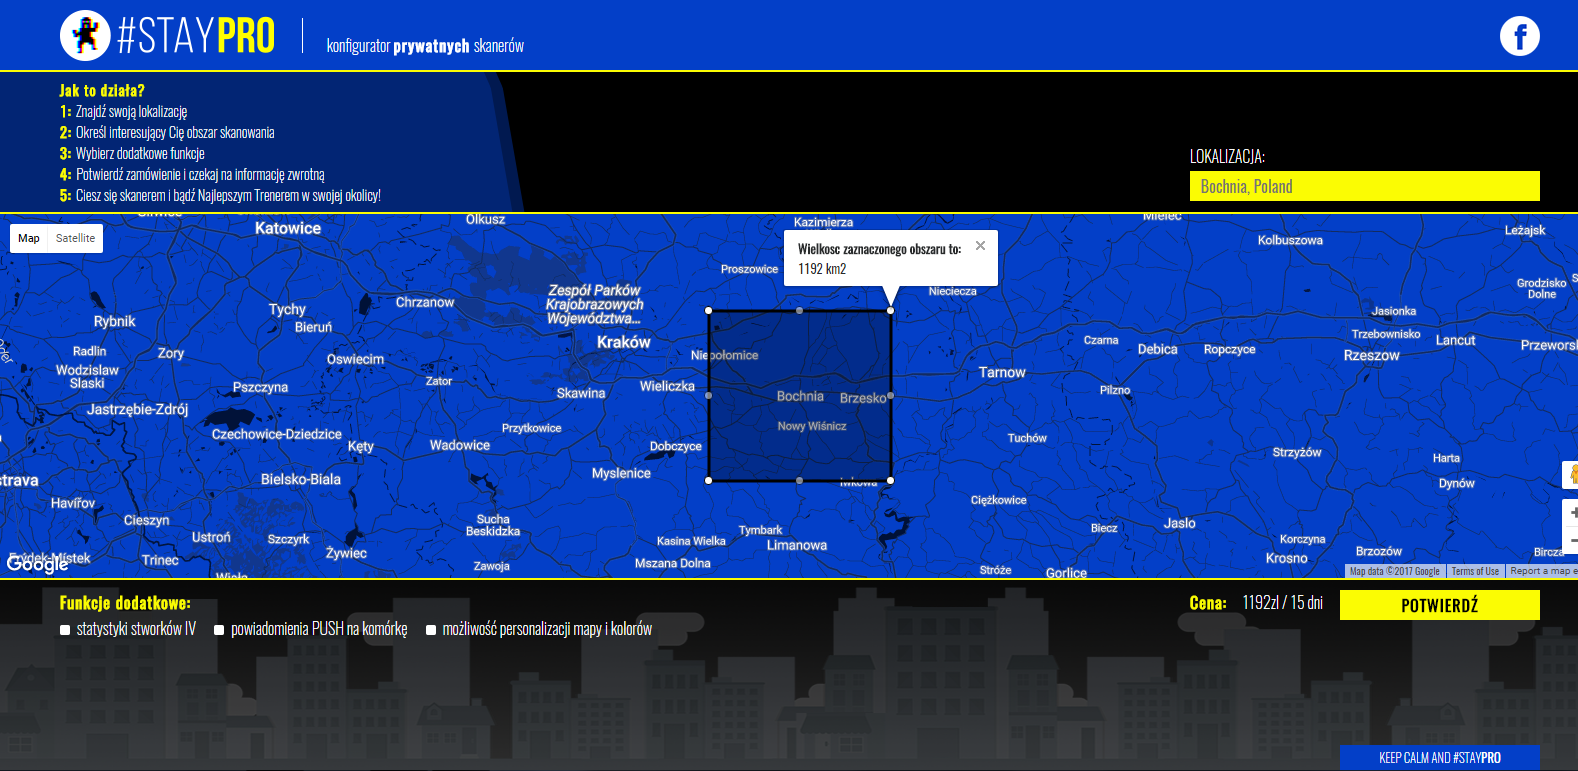 #STAYPRO
konfigurator prywatnych skanerów
Jak to działa?
1: Znajdź swoją lokalizację
2: Określ interesujący Cię obszar skanowania
3: Wybierz dodatkowe funkcje
4: Potwierdź zamówienie i czekaj na informację zwrotną
5: Ciesz się skanerem i bądź Najlepszym Trenerem w swojej okolicy!
LOKALIZACJA:
Bochnia, Poland
Map Satellite
Katowice
Olkusz
Kazimierza
Mielec
Leżajsk
Kolbuszowa
Wielkosc zaznaczonego obszaru to:
1192 km2
Proszowice
Nieciecza
Grodzisko
Dolne
Zespół Parków
Krajobrazowych
Województwa...
Chrzanow
Tychy
Bieruń
Rybnik
Jasionka
Trzebownisko
Lancut
Przeworsk
Kraków
Niepołomice
Czarna
Debica
Ropczyce
Rzeszow
Radlin
Zory
Wodzislaw
Slaski
Oswiecim
Zator
Pszczyna
Skawina
Wieliczka
Bochnia
Brzesko
Tarnow
Pilzno
Jastrzębie-Zdrój
Czechowice-Dziedzice
Kęty
Wadowice
Przytkowice
Dobczyce
Nowy Wiśnicz
Tuchów
Strzyżów
Harta
Dynów
strava
Bielsko-Biala
Myslenice
Iwkowa
Ciężkowice
Havířov
Cieszyn
Ustroń
Szczyrk
Żywiec
Sucha
Beskidzka
Kasina Wielka
Tymbark
Limanowa
Biecz
Jaslo
Korczyna
Krosno
Brzozów
Bircza
Frýdek-Místek
Trinec
Wisła
Zawoja
Mszana Dolna
Stróże
Gorlice
Google
Map data ©2017 Google
Terms of Use
Report a map e
Funkcje dodatkowe:
statystyki stworków IV
powiadomienia PUSH na komórkę
możliwość personalizacji mapy i kolorów
Cena: 1192zl / 15 dni
POTWIERDŹ
KEEP CALM AND #STAYPRO